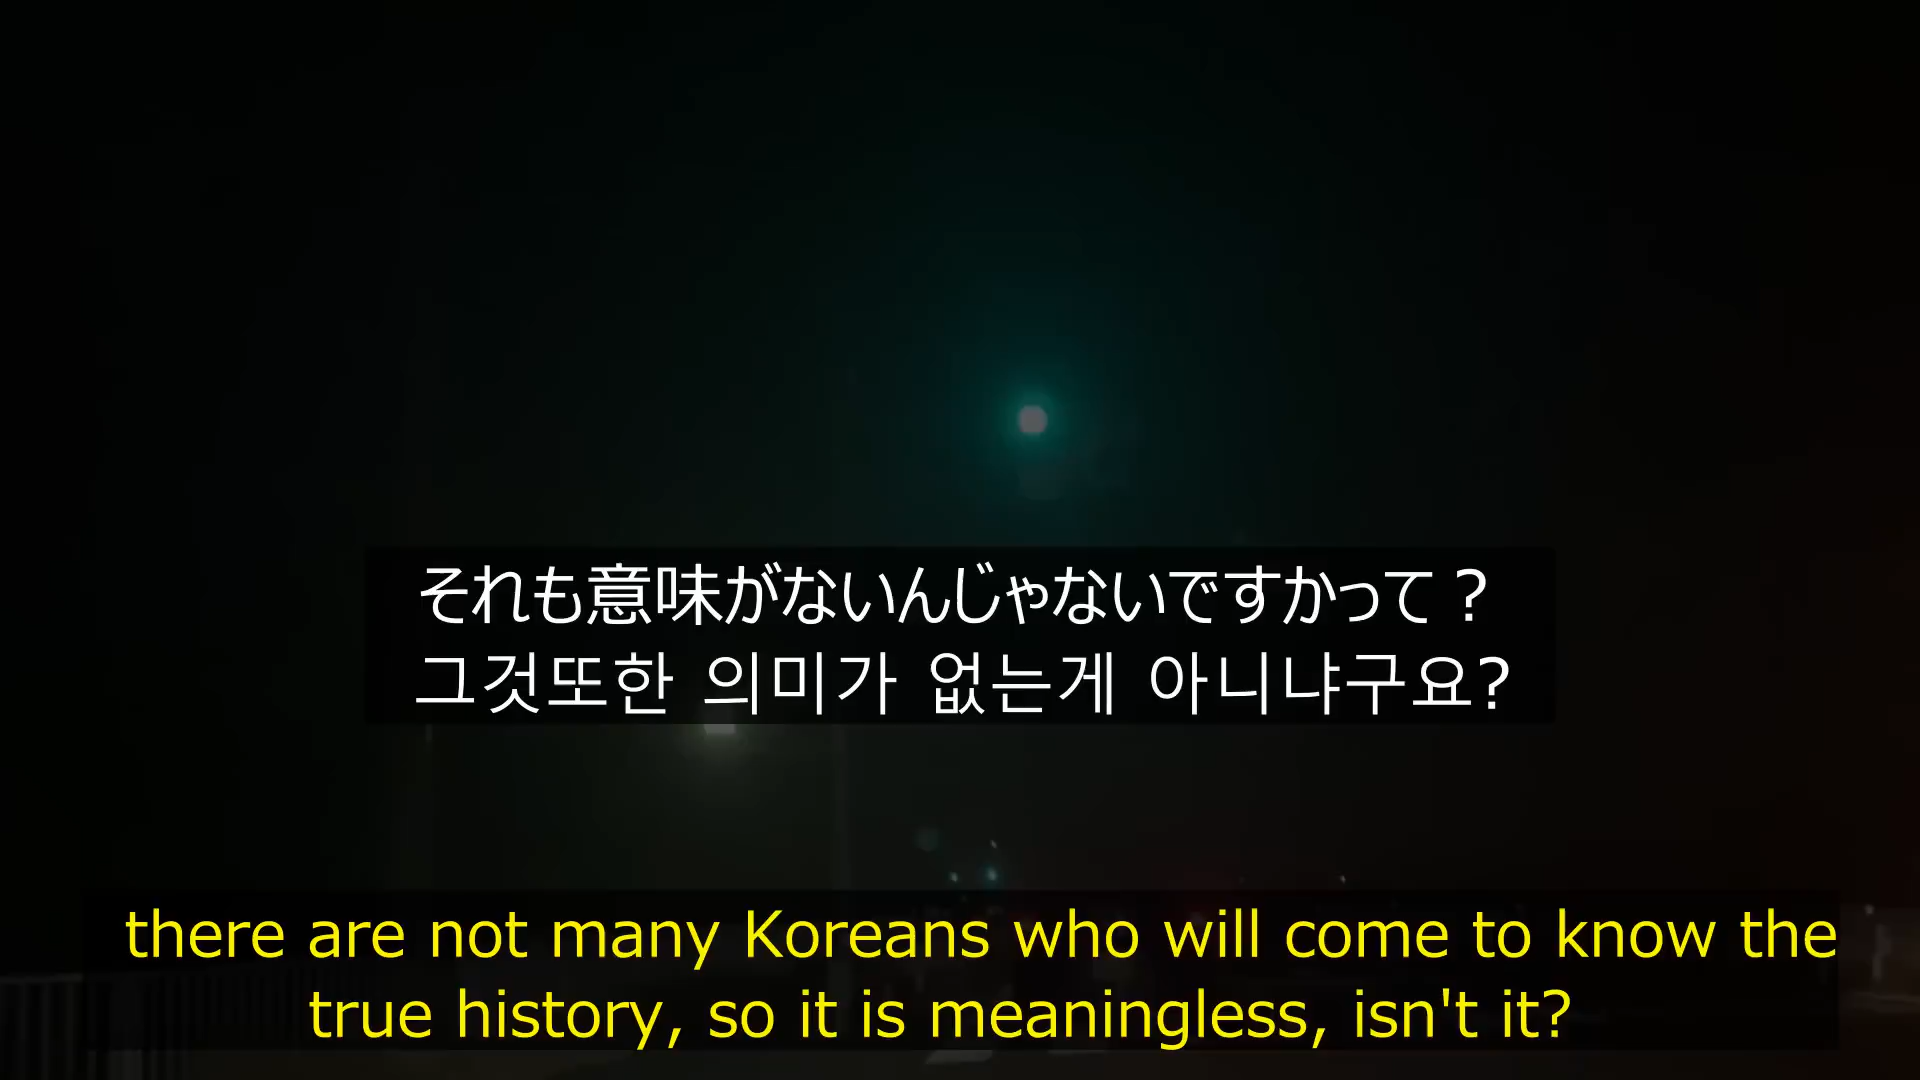 それも意味がないんじゃないですかって？
그것또한 의미가 없는게 아니냐구요?
there are not many Koreans who will come to know the
true history, so it is meaningless, isn't it?